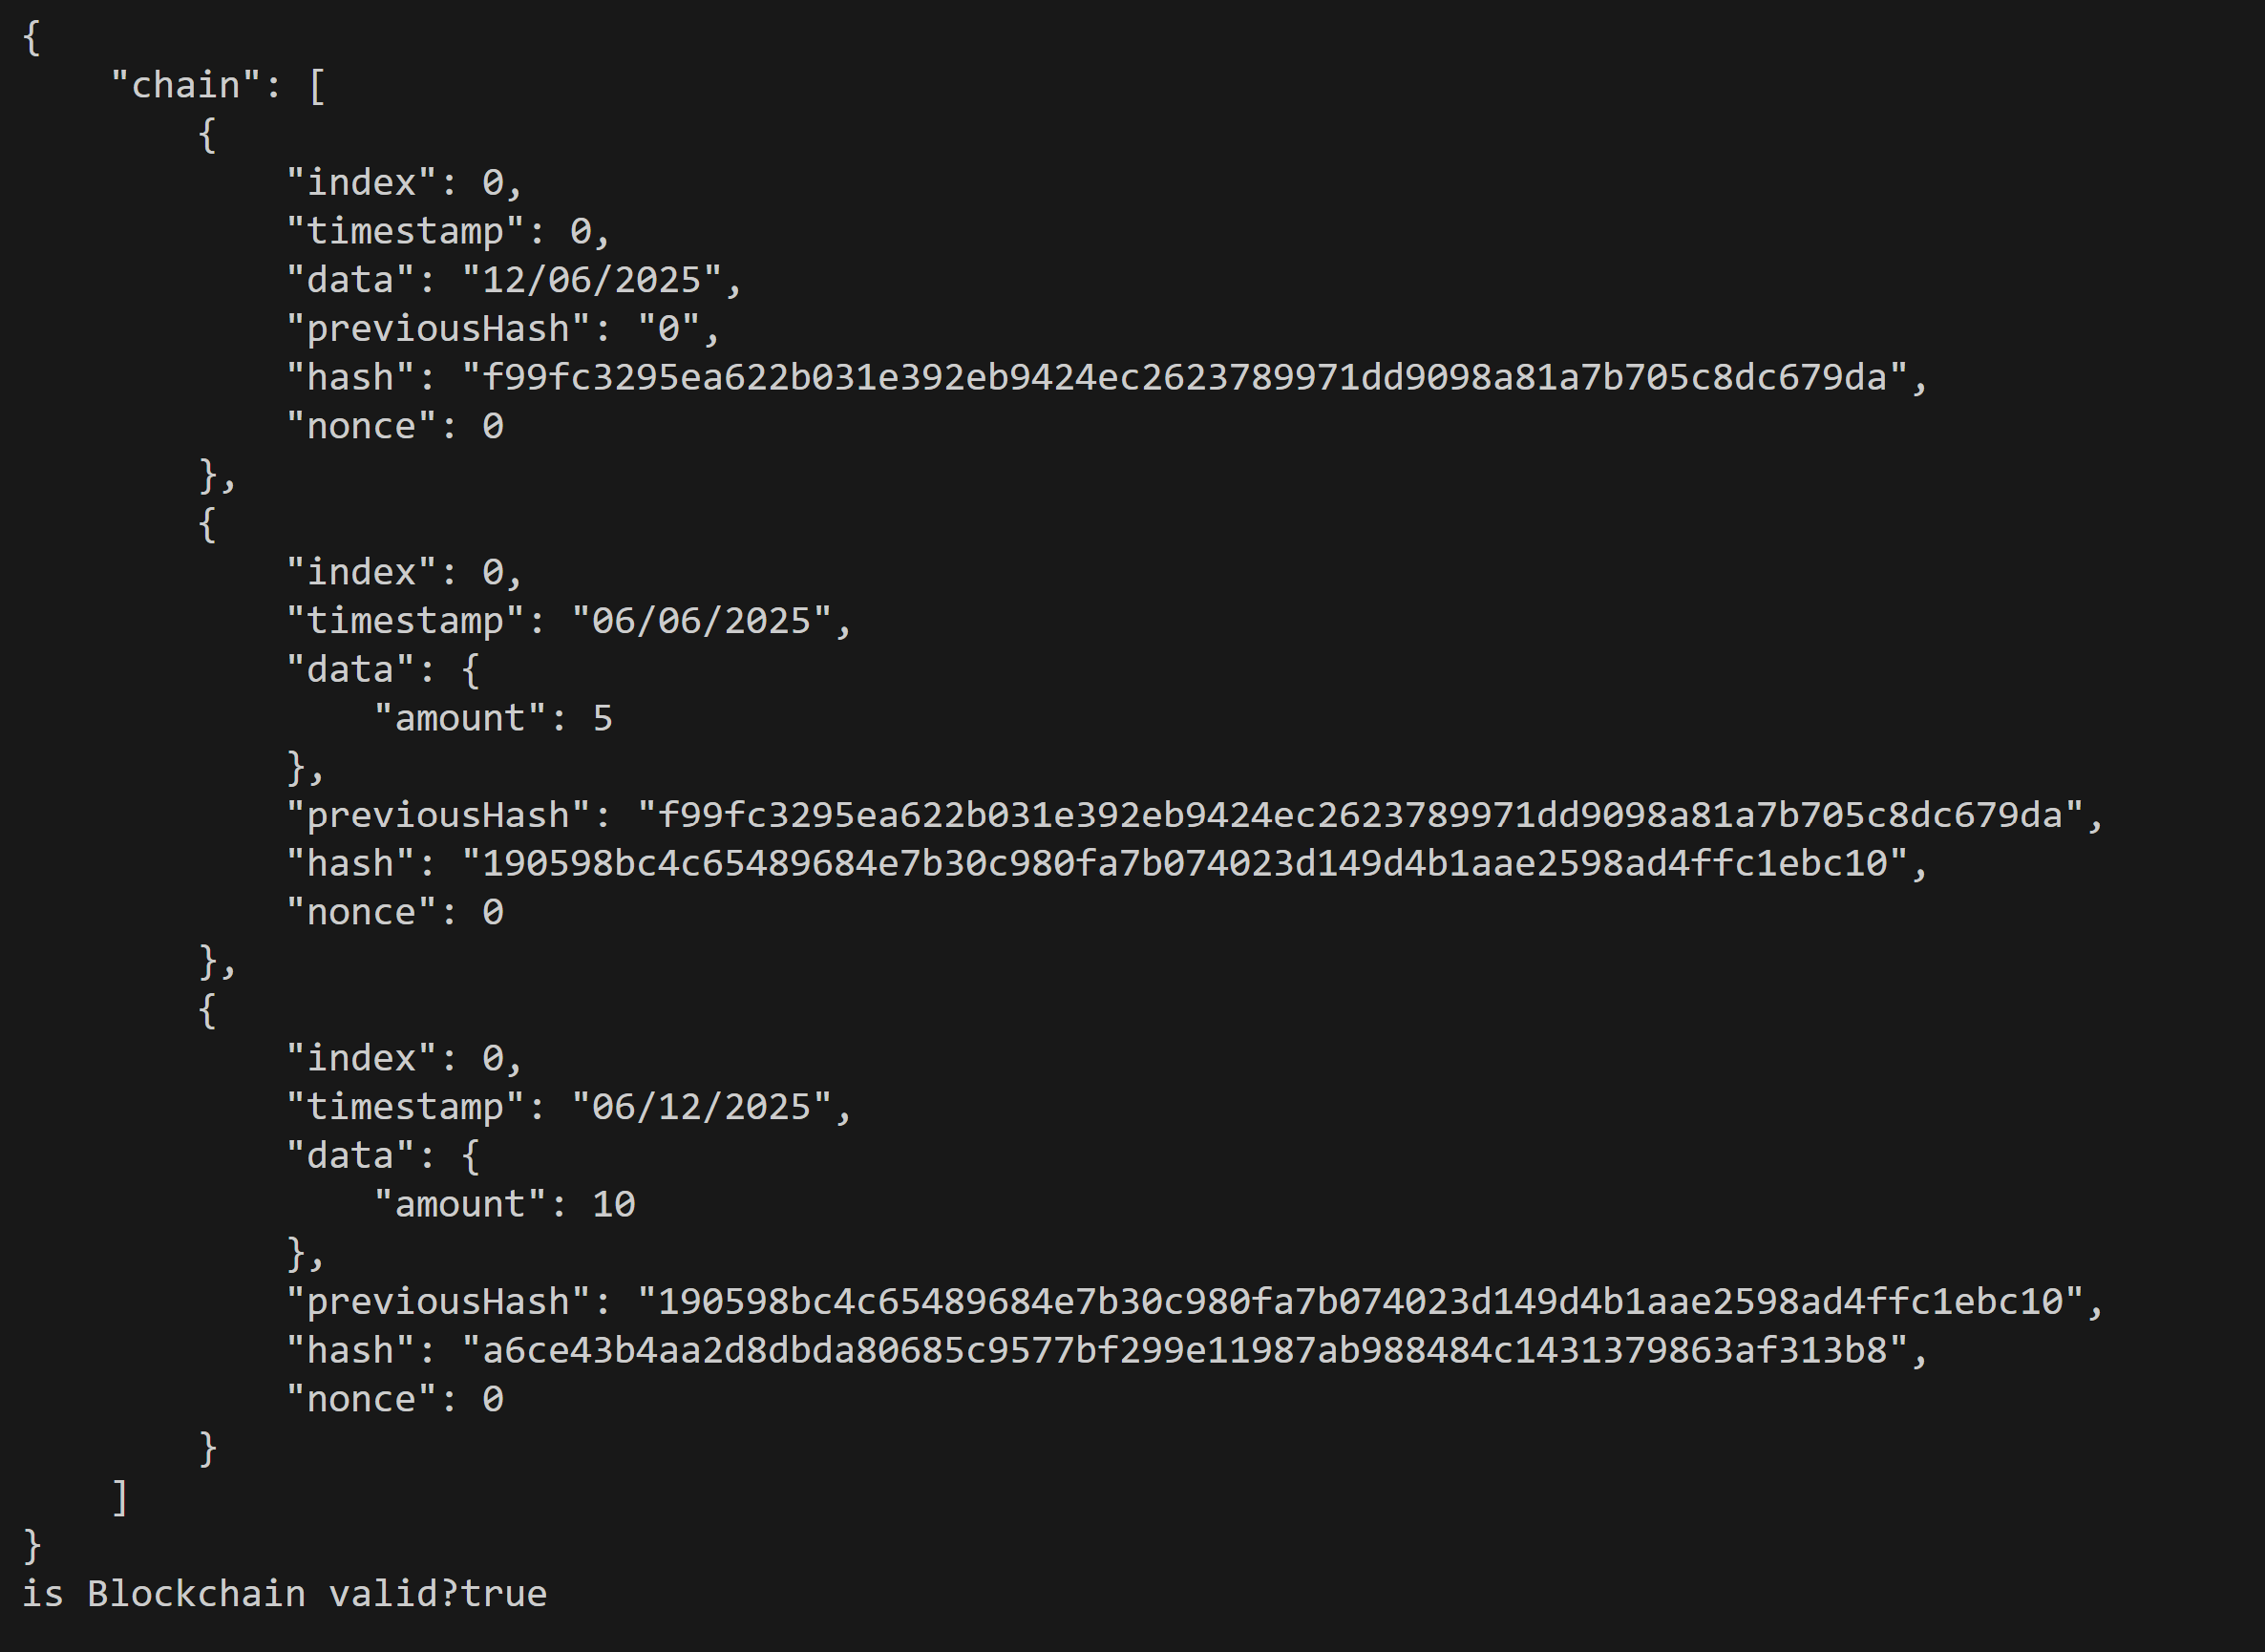 {
    "chain": [
        {
            "index": 0,
            "timestamp": 0,
            "data": "12/06/2025",
            "previousHash": "0",
            "hash": "f99fc3295ea622b031e392eb9424ec2623789971dd9098a81a7b705c8dc679da",
            "nonce": 0
        },
        {
            "index": 0,
            "timestamp": "06/06/2025",
            "data": {
                "amount": 5
            },
            "previousHash": "f99fc3295ea622b031e392eb9424ec2623789971dd9098a81a7b705c8dc679da",
            "hash": "190598bc4c65489684e7b30c980fa7b074023d149d4b1aae2598ad4ffc1ebc10",
            "nonce": 0
        },
        {
            "index": 0,
            "timestamp": "06/12/2025",
            "data": {
                "amount": 10
            },
            "previousHash": "190598bc4c65489684e7b30c980fa7b074023d149d4b1aae2598ad4ffc1ebc10",
            "hash": "a6ce43b4aa2d8dbda80685c9577bf299e11987ab988484c1431379863af313b8",
            "nonce": 0
        }
    ]
}
is Blockchain valid?true